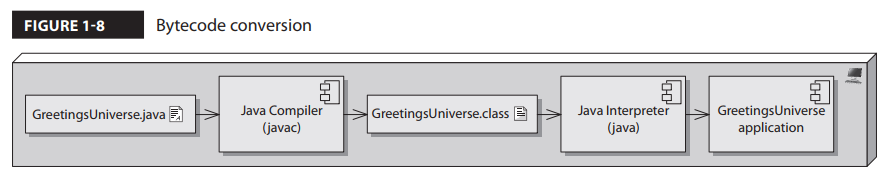 FIGURE 1-8 Bytecode conversion
GreetingsUniverse.java
Java Compiler
(javac)
GreetingsUniverse.class
Java Interpreter
(java)
GreetingsUniverse
application